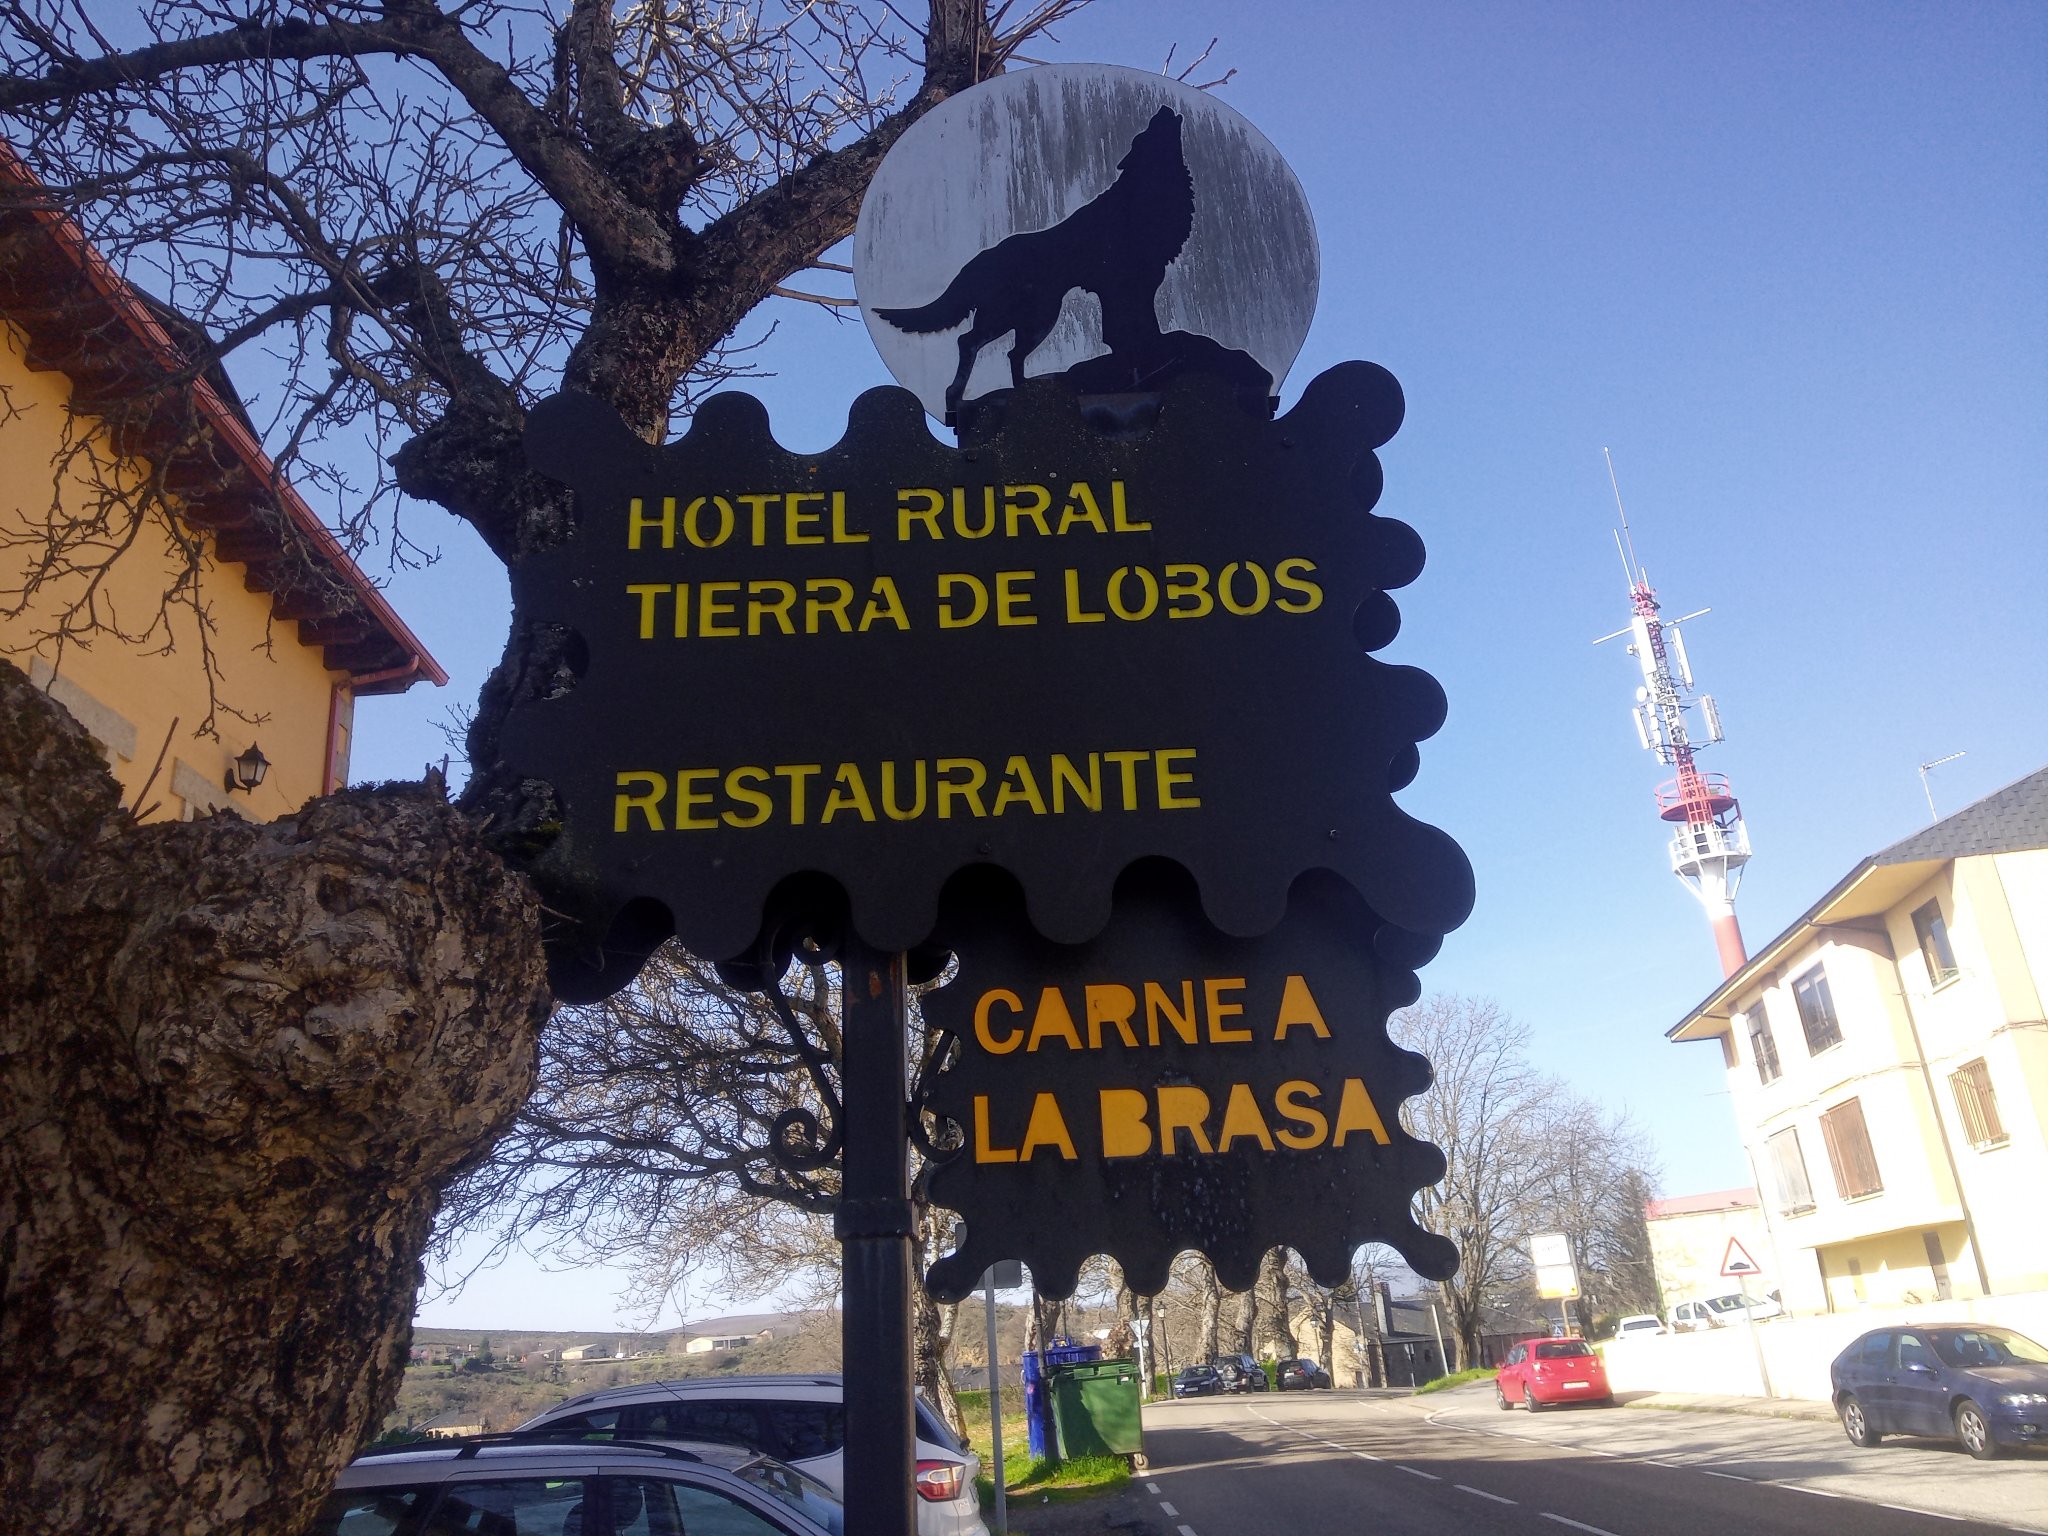 HOTEL RURAL
TIERRA DE LOBOS
RESTAURANTE
CARNE A
LA BRASA